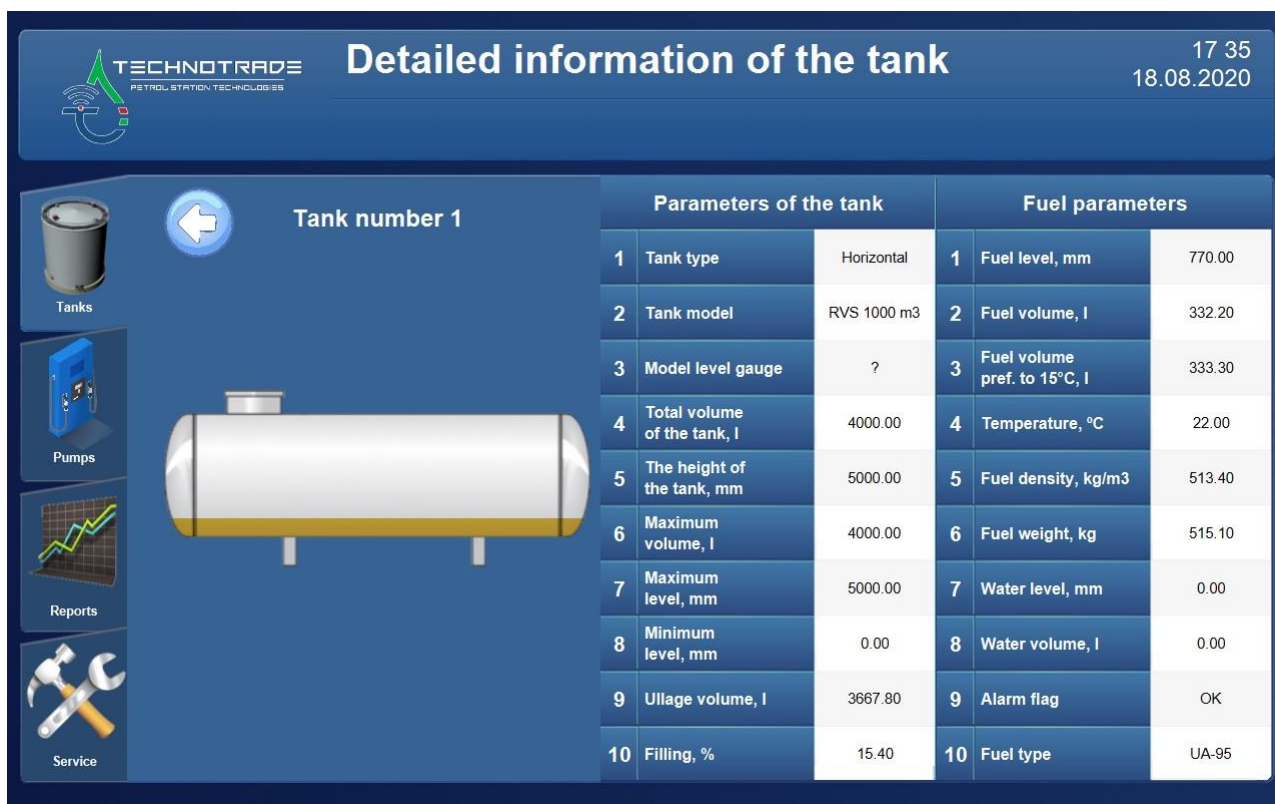 TECHNOTRADE
PETROL STATION TECHNOLOGIES
Detailed information of the tank
17 35
18.08.2020
Tanks
Pumps
Reports
Service
Tank number 1
Parameters of the tank
1 Tank type Horizontal
2 Tank model RVS 1000 m3
3 Model level gauge ?
4 Total volume
of the tank, l 4000.00
5 The height of
the tank, mm 5000.00
6 Maximum
volume, l 4000.00
7 Maximum
level, mm 5000.00
8 Minimum
level, mm 0.00
9 Ullage volume, l 3667.80
10 Filling, % 15.40
Fuel parameters
1 Fuel level, mm 770.00
2 Fuel volume, l 332.20
3 Fuel volume
pref. to 15°C, l 333.30
4 Temperature, ºC 22.00
5 Fuel density, kg/m3 513.40
6 Fuel weight, kg 515.10
7 Water level, mm 0.00
8 Water volume, l 0.00
9 Alarm flag OK
10 Fuel type UA-95